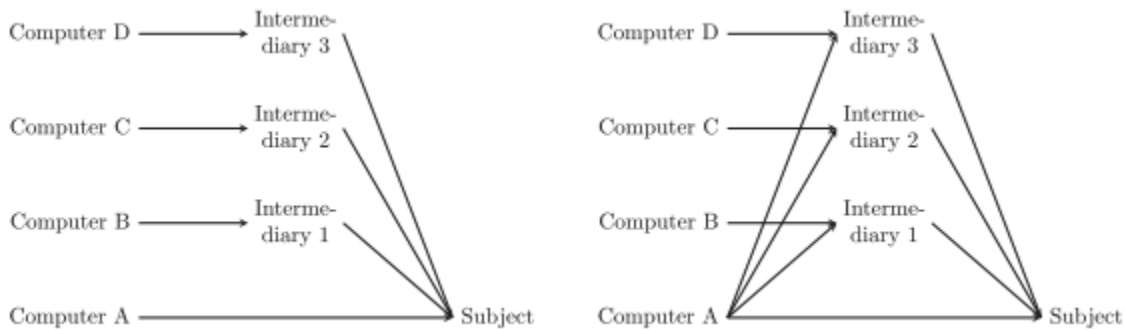 Computer D
Interme-
diary 3
Computer C
Interme-
diary 2
Computer B
Interme-
diary 1
Computer A
Subject
Computer D
Interme-
diary 3
Computer C
Interme-
diary 2
Computer B
Interme-
diary 1
Computer A
Subject